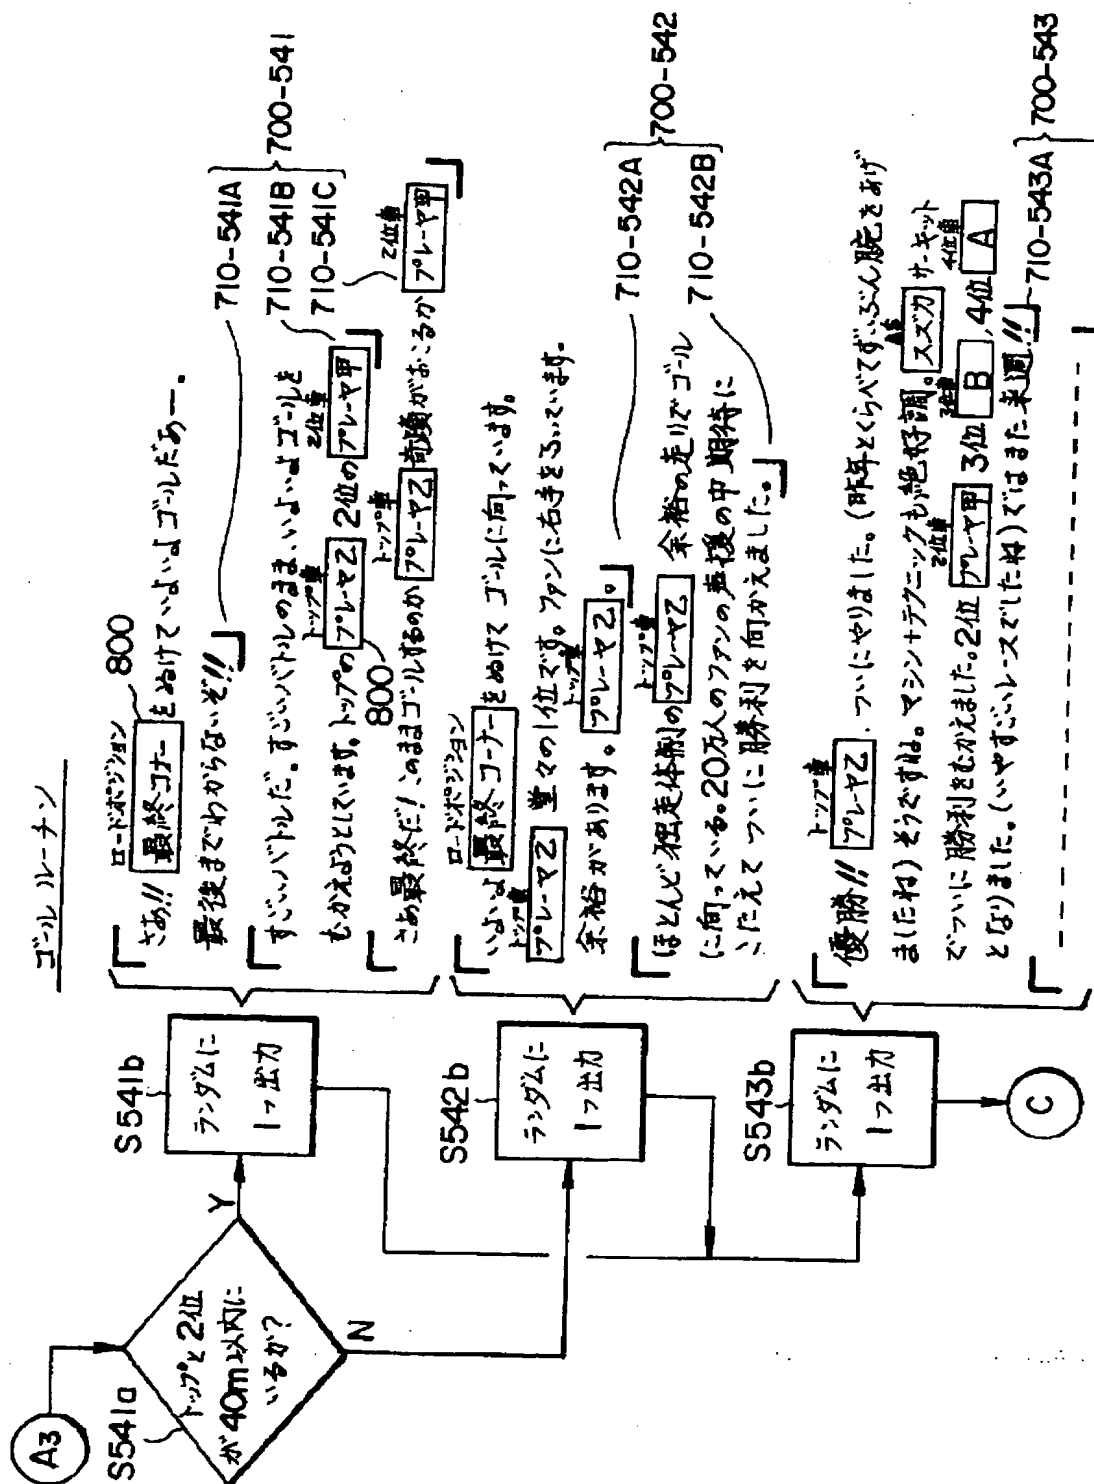 ゴールルーチン
A3
S541a
トップと2位
が40m以内に
いるか?
Y
N
S541b
ランダムに
1つ出力
S542b
ランダムに
1つ出力
S543b
ランダムに
1つ出力
C
ロードポジション
800
さあ!! 最終コーナー をぬけていよいよゴールだぁー.
最後までわからないぞ!!
710-541A
すごいバトルだ. すごいバトルのまま、いよいよゴールを
トップ車
2位車
むかえようとしています。トップの プレーヤ乙 2位の プレーヤ甲
800
710-541B
トップ車
2位車
さあ最終だ! このままゴールするのか プレーヤ乙 奇蹟がおこるか プレーヤ甲
710-541C
700-541
ロードポジション
いよいよ 最終コーナー をぬけて ゴールに向っています。
トップ車
プレーヤ乙 堂々の1位です。ファンに右手をふっています.
トップ車
余裕があります。 プレーヤ乙 。
710-542A
トップ車
ほとんど独走体制の プレーヤ乙 余裕の走りでゴール
に向っている。20万人のファンの声援の中 期待に
こたえて ついに勝利を向かえました。
710-542B
700-542
トップ車
優勝!! プレーヤ乙 . ついにやりました。(昨年とくらべてずいぶん腕をあげ
ましたね) そうですね。マシン+テクニックも絶好調。 スズカ サーキット
2位車
3位車
4位車
でついに勝利をむかえました。2位 プレーヤ甲 3位 B , 4位 A
となりました。(いやすごいレースでしたね) ではまた来週!!
710-543A
700-543